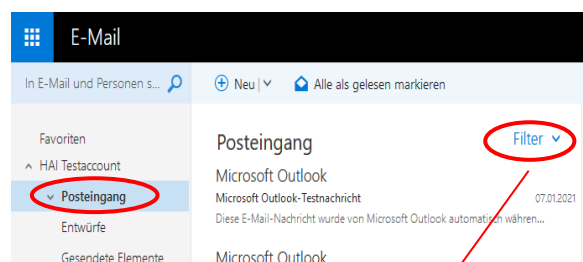 E-Mail
In E-Mail und Personen s...
Neu
Alle als gelesen markieren
Favoriten
HAI Testaccount
Posteingang
Entwürfe
Gesendete Elemente
Posteingang
Filter
Microsoft Outlook
Microsoft Outlook-Testnachricht 07.01.2021
Diese E-Mail-Nachricht wurde von Microsoft Outlook automatisch währen...
Microsoft Outlook